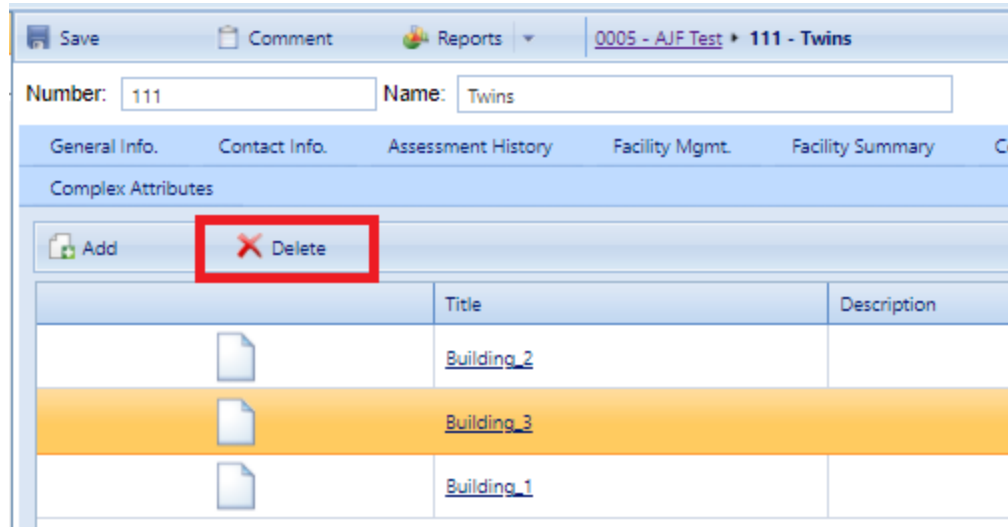 Save Comment Reports 0005 - AJF Test ▸ 111 - Twins
Number: 111 Name: Twins
General Info. Contact Info. Assessment History Facility Mgmt. Facility Summary
Complex Attributes
Add Delete
Title Description
Building_2
Building_3
Building_1